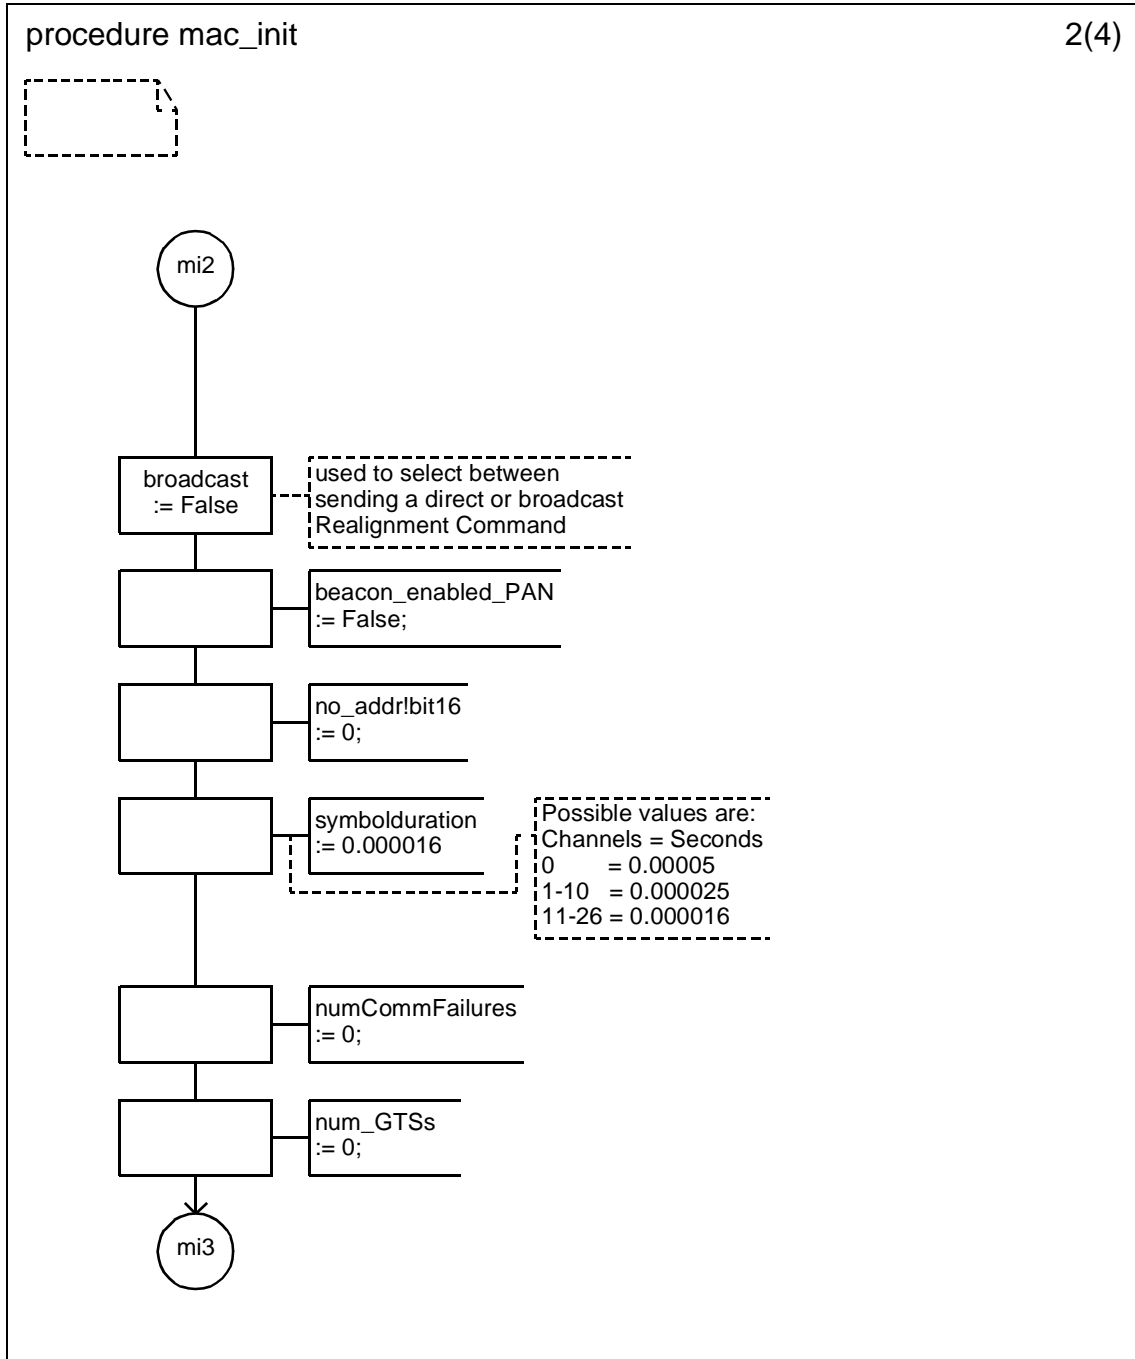 procedure mac_init
2(4)
mi2
broadcast
:= False
used to select between
sending a direct or broadcast
Realignment Command
beacon_enabled_PAN
:= False;
no_addr!bit16
:= 0;
symbolduration
:= 0.000016
Possible values are:
Channels = Seconds
0 = 0.00005
1-10 = 0.000025
11-26 = 0.000016
numCommFailures
:= 0;
num_GTSs
:= 0;
mi3